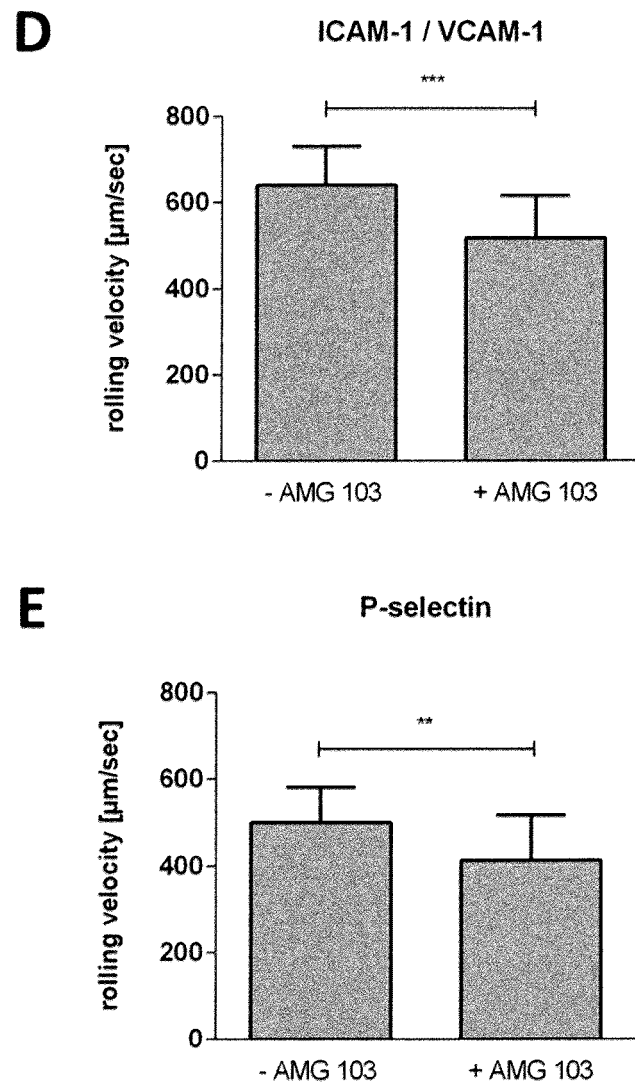 D
ICAM-1 / VCAM-1
***
rolling velocity [µm/sec]
800
600
400
200
0
- AMG 103
+ AMG 103
E
P-selectin
**
rolling velocity [µm/sec]
800
600
400
200
0
- AMG 103
+ AMG 103